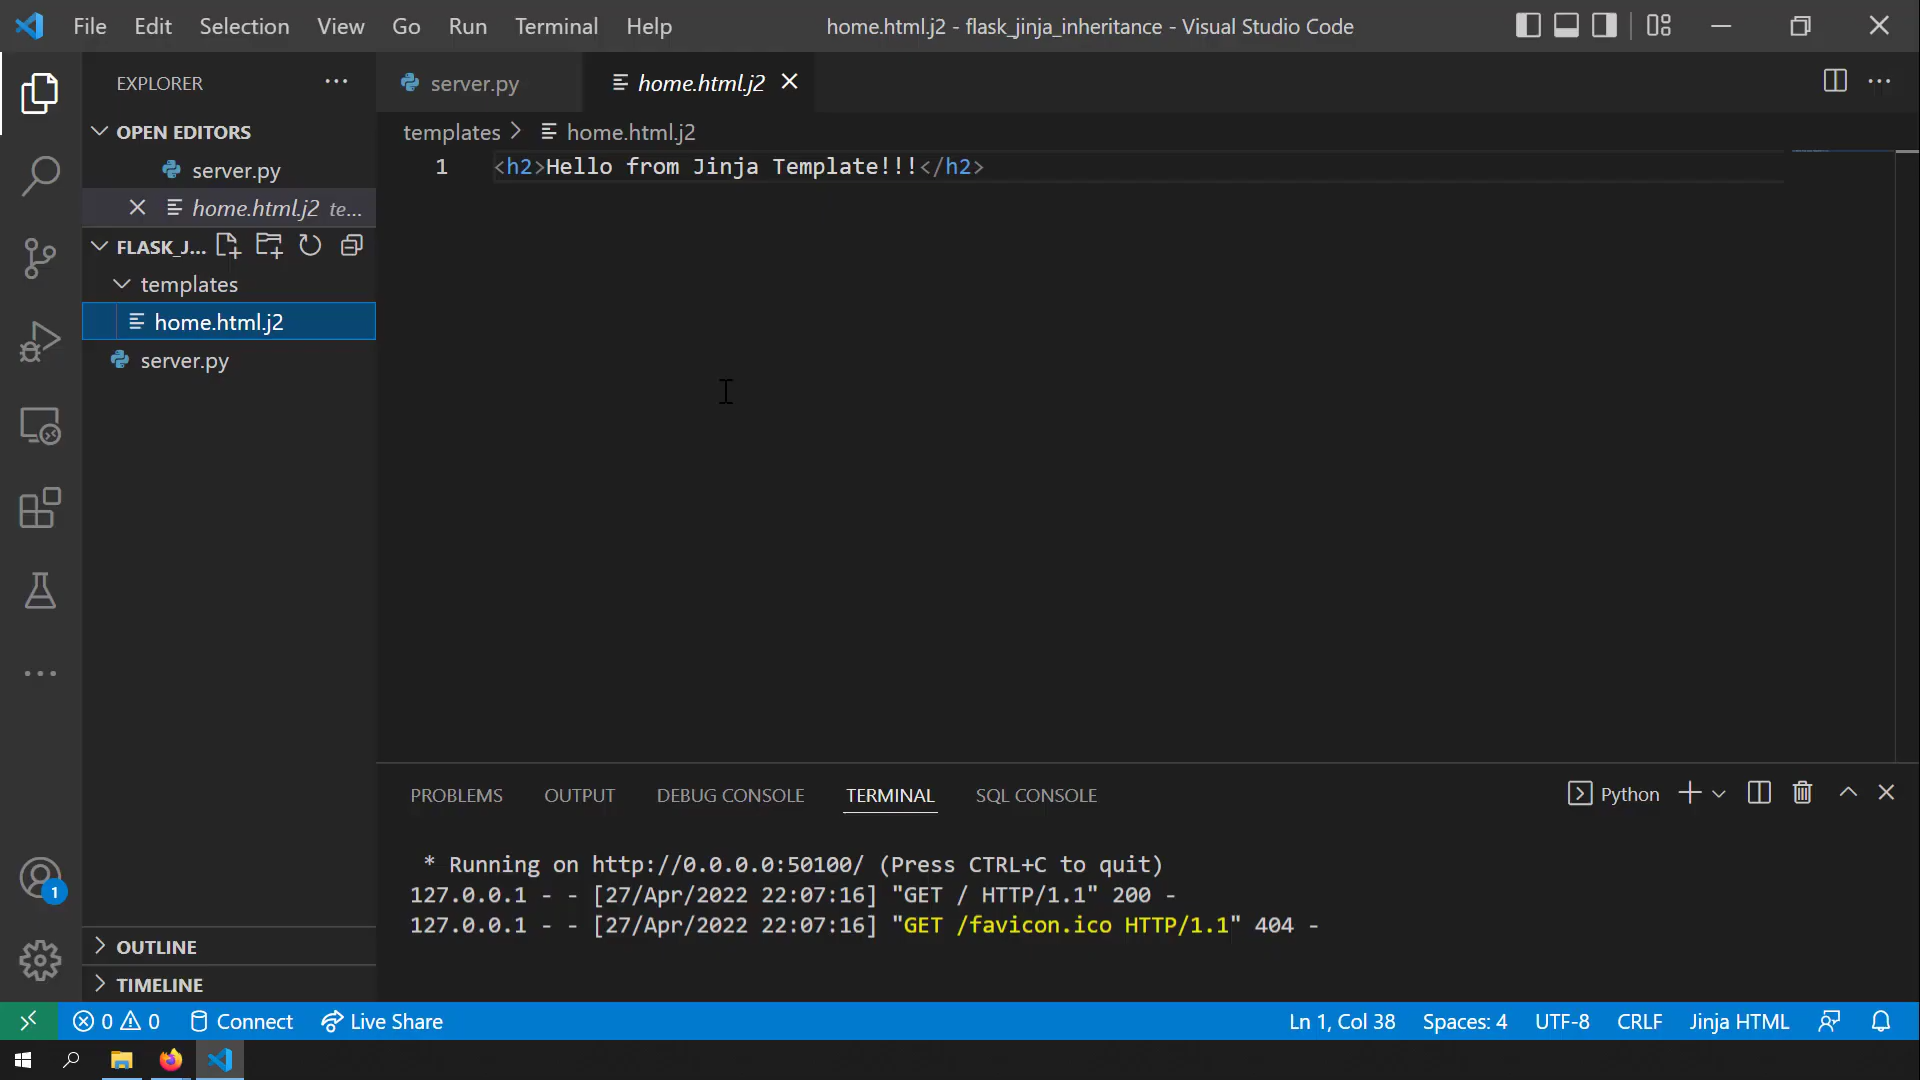 File Edit Selection View Go Run Terminal Help home.html.j2 - flask_jinja_inheritance - Visual Studio Code
EXPLORER
server.py
home.html.j2
OPEN EDITORS
templates
home.html.j2
server.py
1 <h2>Hello from Jinja Template!!!</h2>
home.html.j2 te...
FLASK_J...
templates
home.html.j2
server.py
PROBLEMS OUTPUT DEBUG CONSOLE TERMINAL SQL CONSOLE Python
* Running on http://0.0.0.0:50100/ (Press CTRL+C to quit)
127.0.0.1 - - [27/Apr/2022 22:07:16] "GET / HTTP/1.1" 200 -
127.0.0.1 - - [27/Apr/2022 22:07:16] "GET /favicon.ico HTTP/1.1" 404 -
1
OUTLINE
TIMELINE
0 0 Connect Live Share Ln 1, Col 38 Spaces: 4 UTF-8 CRLF Jinja HTML